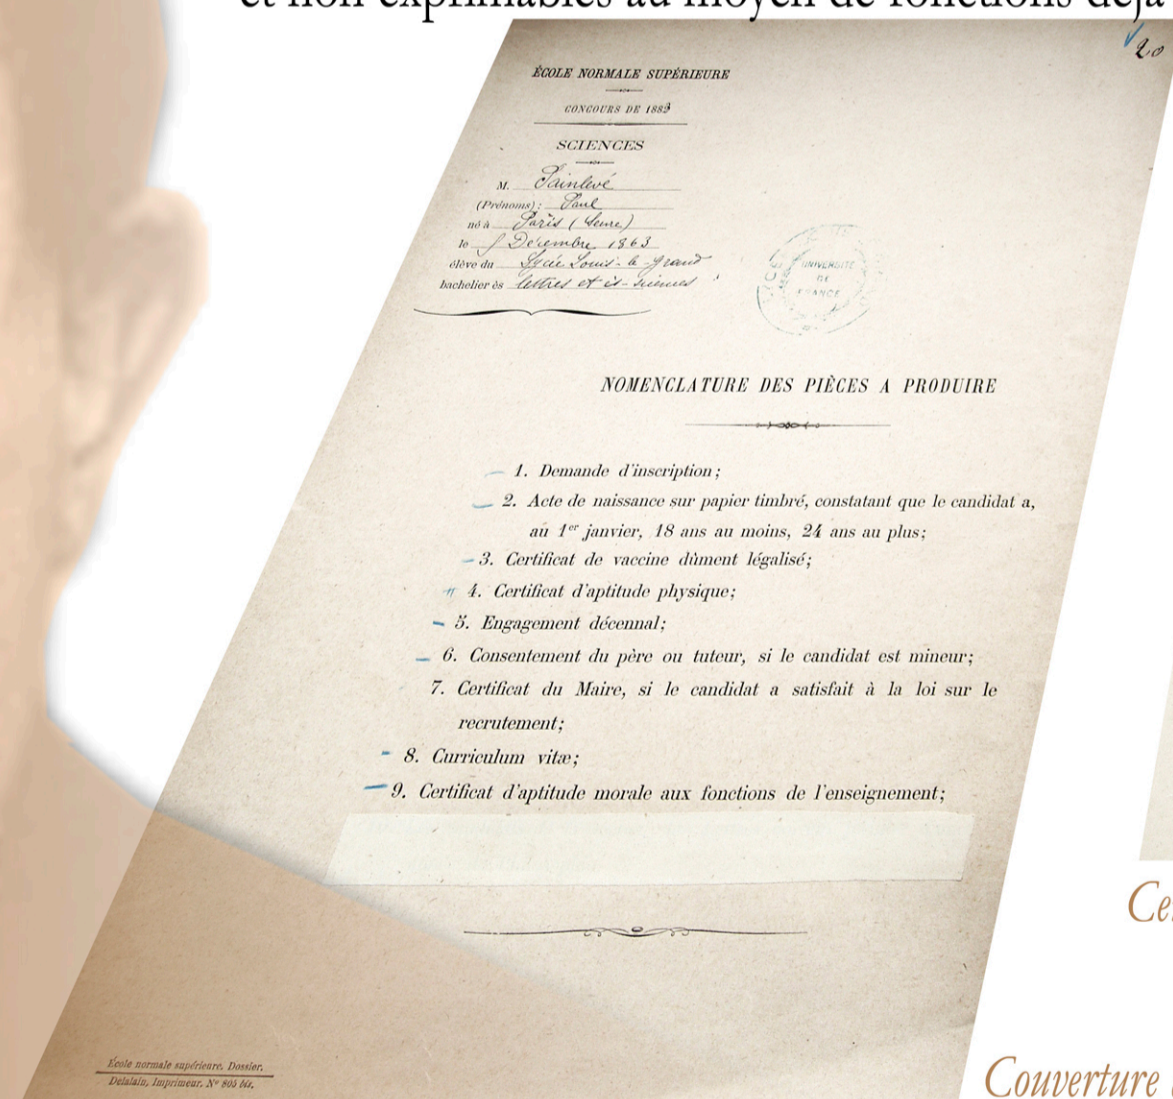 et non exprimables au moyen de fonctions déjà
20
ÉCOLE NORMALE SUPÉRIEURE
CONCOURS DE 1883
SCIENCES
M. Painlevé
(Prénoms): Paul
né à Paris (Seine)
le 5 Décembre 1863
élève du Lycée Louis-le-Grand
bachelier ès lettres et ès-sciences
UNIVERSITÉ
DE
FRANCE
NOMENCLATURE DES PIÈCES A PRODUIRE
1. Demande d'inscription;
2. Acte de naissance sur papier timbré, constatant que le candidat a,
au 1er janvier, 18 ans au moins, 24 ans au plus;
3. Certificat de vaccine dûment légalisé;
4. Certificat d'aptitude physique;
5. Engagement décennal;
6. Consentement du père ou tuteur, si le candidat est mineur;
7. Certificat du Maire, si le candidat a satisfait à la loi sur le
recrutement;
8. Curriculum vitæ;
9. Certificat d'aptitude morale aux fonctions de l'enseignement;
École normale supérieure. Dossier.
Delalain, Imprimeur, No 805 bis.
Couverture